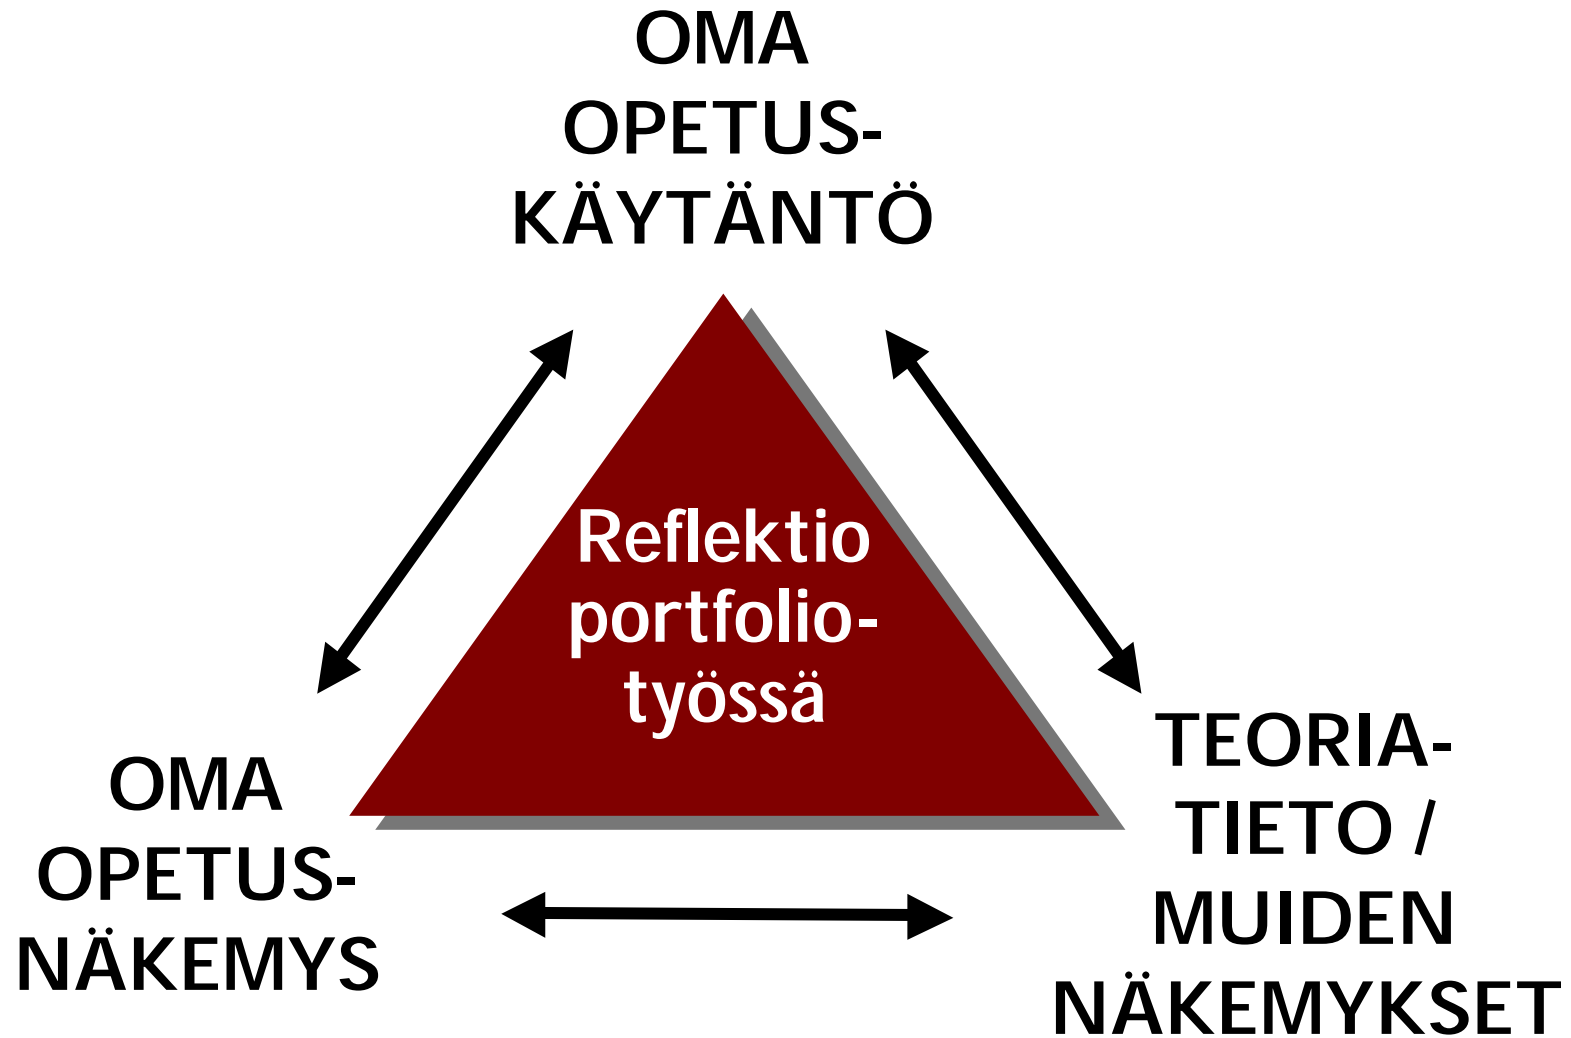 OMA
OPETUS-
KÄYTÄNTÖ
Reflektio
portfolio-
työssä
OMA
OPETUS-
NÄKEMYS
TEORIA-
TIETO /
MUIDEN
NÄKEMYKSET